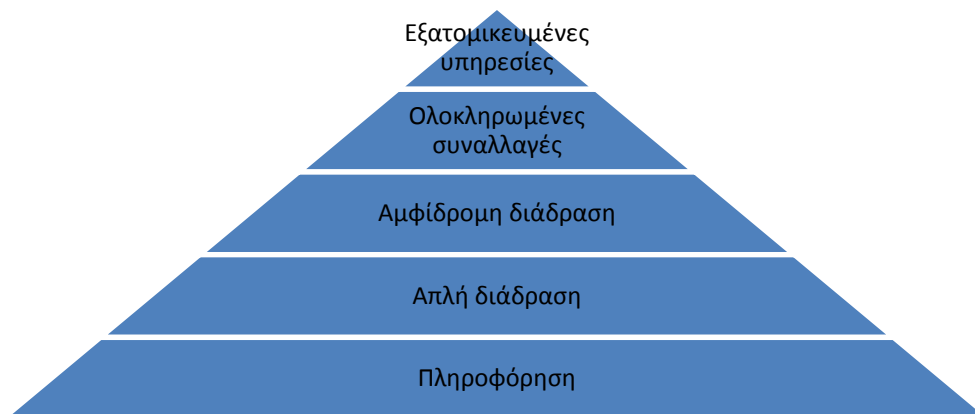 Εξατομικευμένες
υπηρεσίες
Ολοκληρωμένες
συναλλαγές
Αμφίδρομη διάδραση
Απλή διάδραση
Πληροφόρηση